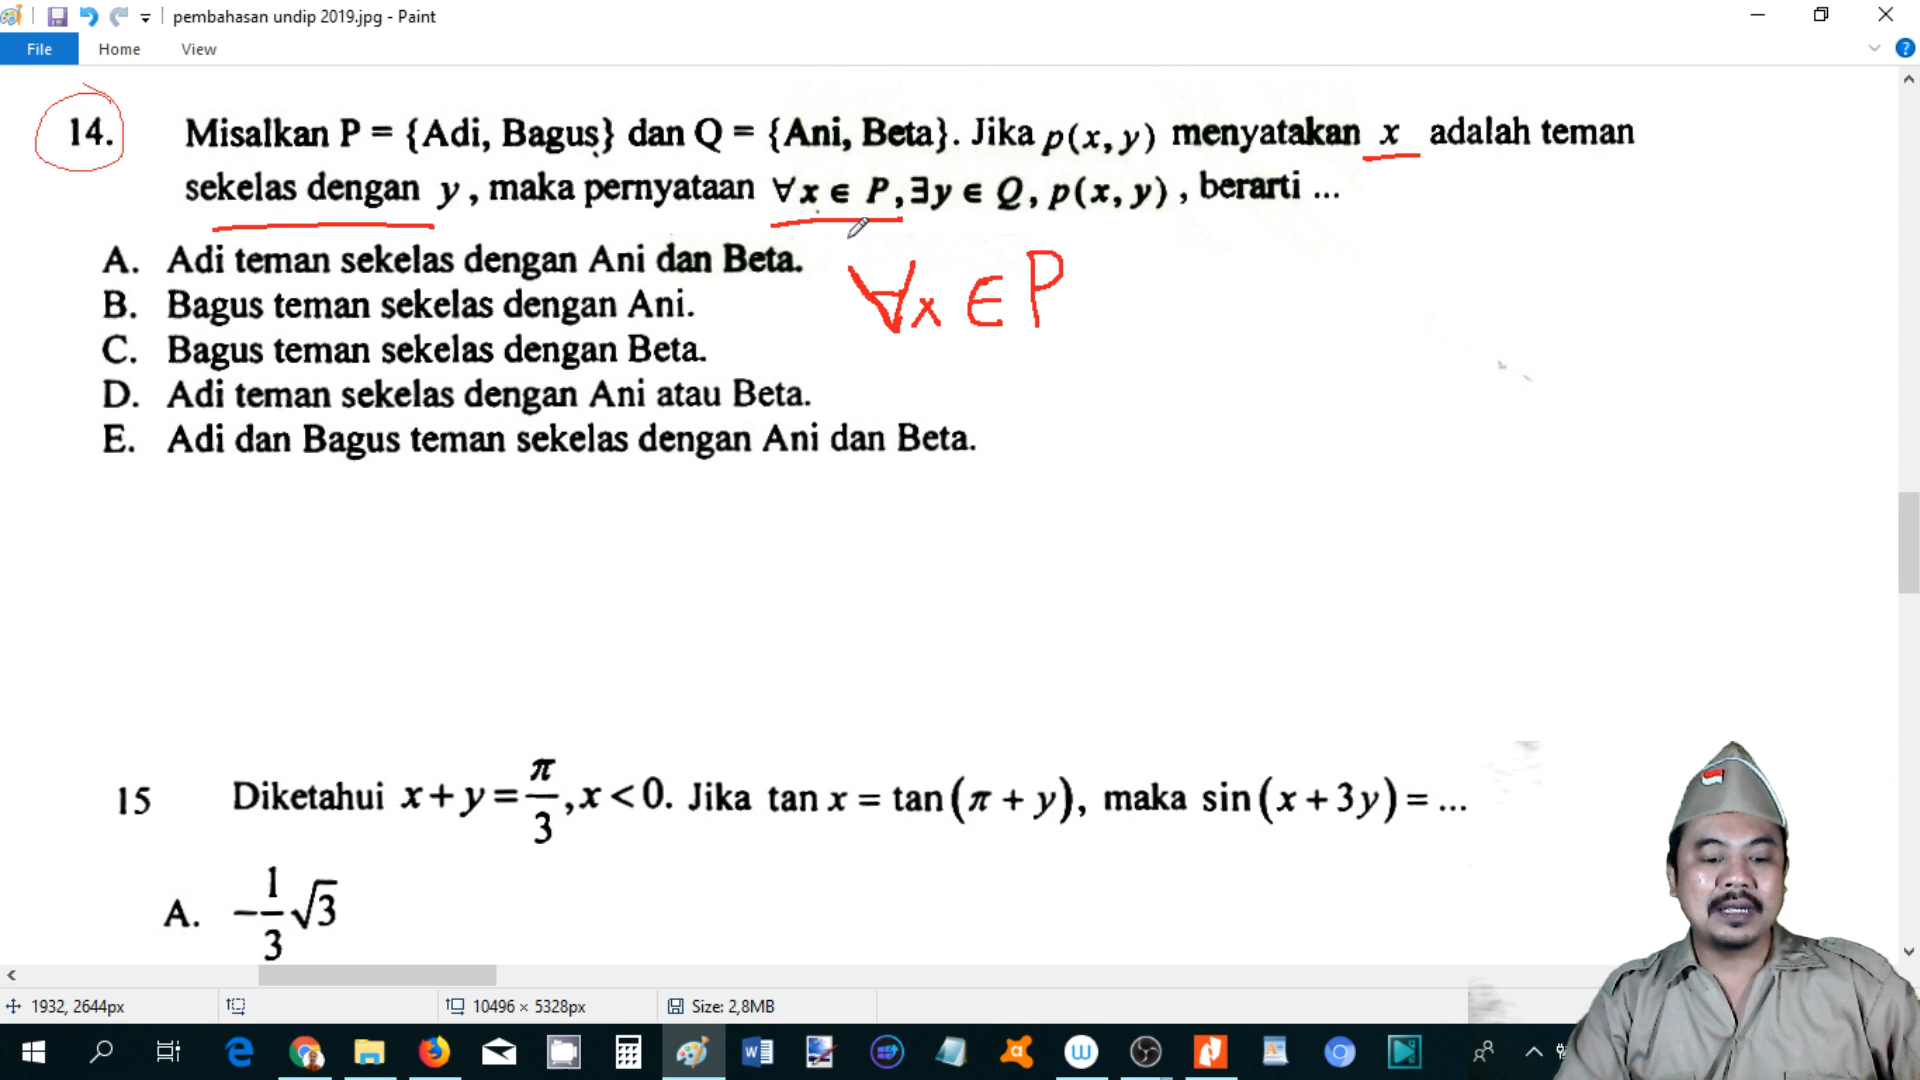 pembahasan undip 2019.jpg - Paint
File Home View
14. Misalkan P = {Adi, Bagus} dan Q = {Ani, Beta}. Jika p(x, y) menyatakan x adalah teman
sekelas dengan y, maka pernyataan ∀x ∈ P, ∃y ∈ Q, p(x, y), berarti ...
A. Adi teman sekelas dengan Ani dan Beta.
∀x ∈ P
B. Bagus teman sekelas dengan Ani.
C. Bagus teman sekelas dengan Beta.
D. Adi teman sekelas dengan Ani atau Beta.
E. Adi dan Bagus teman sekelas dengan Ani dan Beta.
15 Diketahui x + y = π/3, x < 0. Jika tan x = tan(π + y), maka sin(x + 3y) = ...
A. −1/3 √3
1932, 2644px 10496 × 5328px Size: 2,8MB